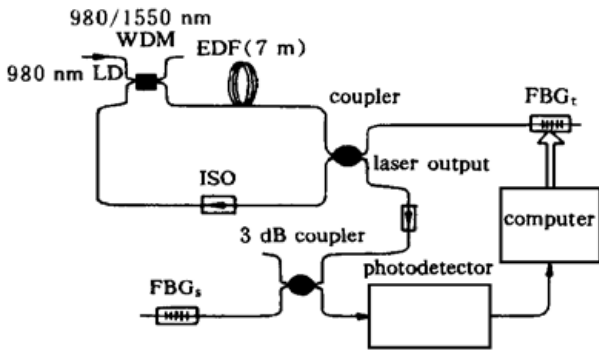 980/1550 nm
WDM
EDF(7 m)
980 nm LD
coupler
FBGt
laser output
ISO
computer
3 dB coupler
photodetector
FBGs